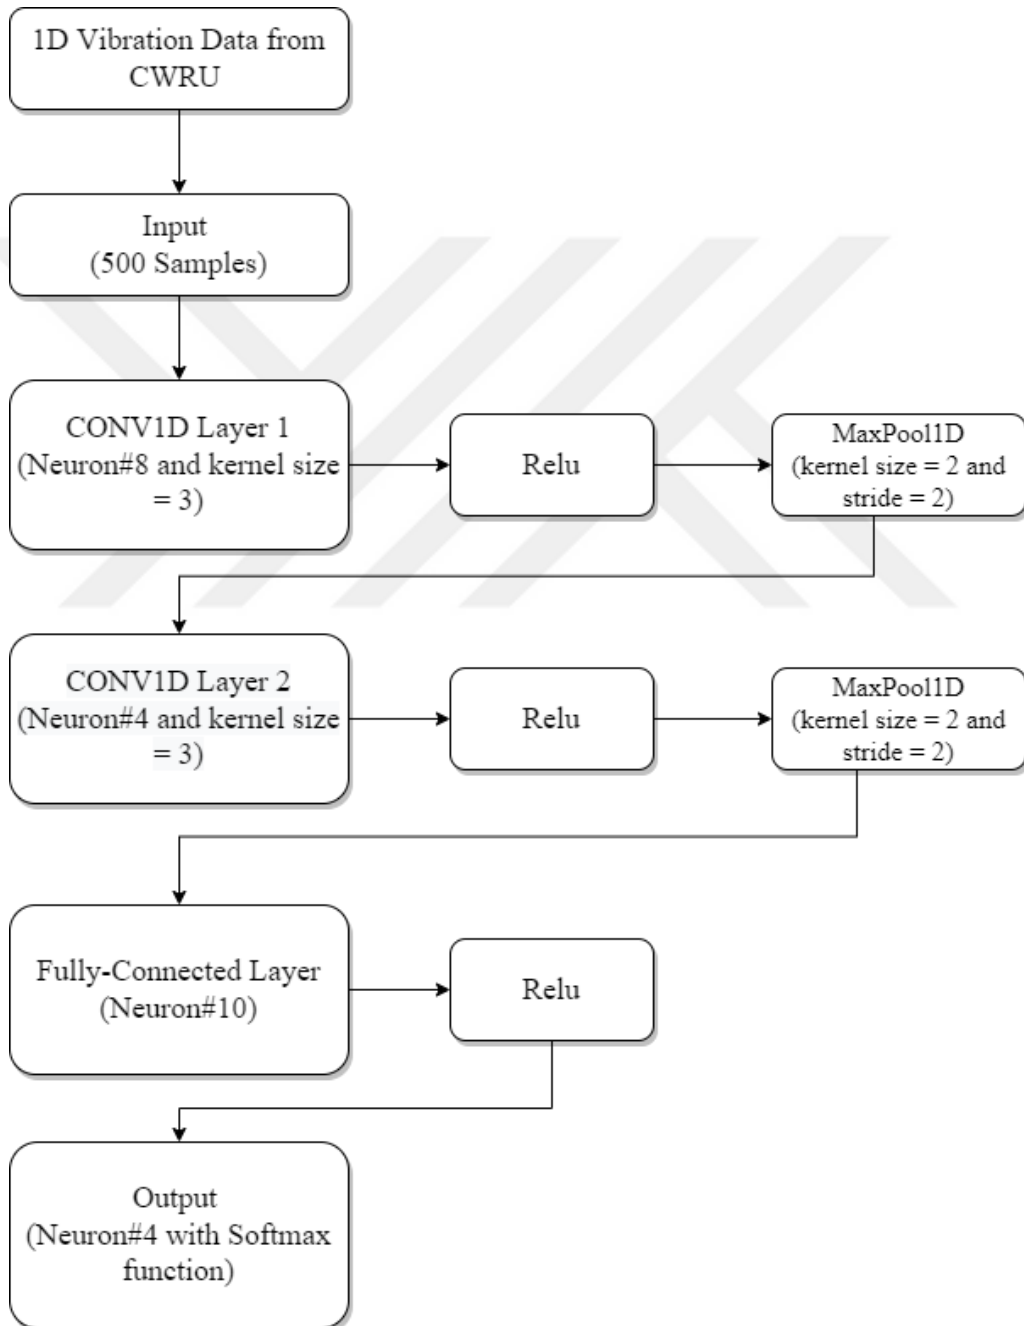 1D Vibration Data from
CWRU
Input
(500 Samples)
CONV1D Layer 1
(Neuron#8 and kernel size
= 3)
Relu
MaxPool1D
(kernel size = 2 and
stride = 2)
CONV1D Layer 2
(Neuron#4 and kernel size
= 3)
Relu
MaxPool1D
(kernel size = 2 and
stride = 2)
Fully-Connected Layer
(Neuron#10)
Relu
Output
(Neuron#4 with Softmax
function)